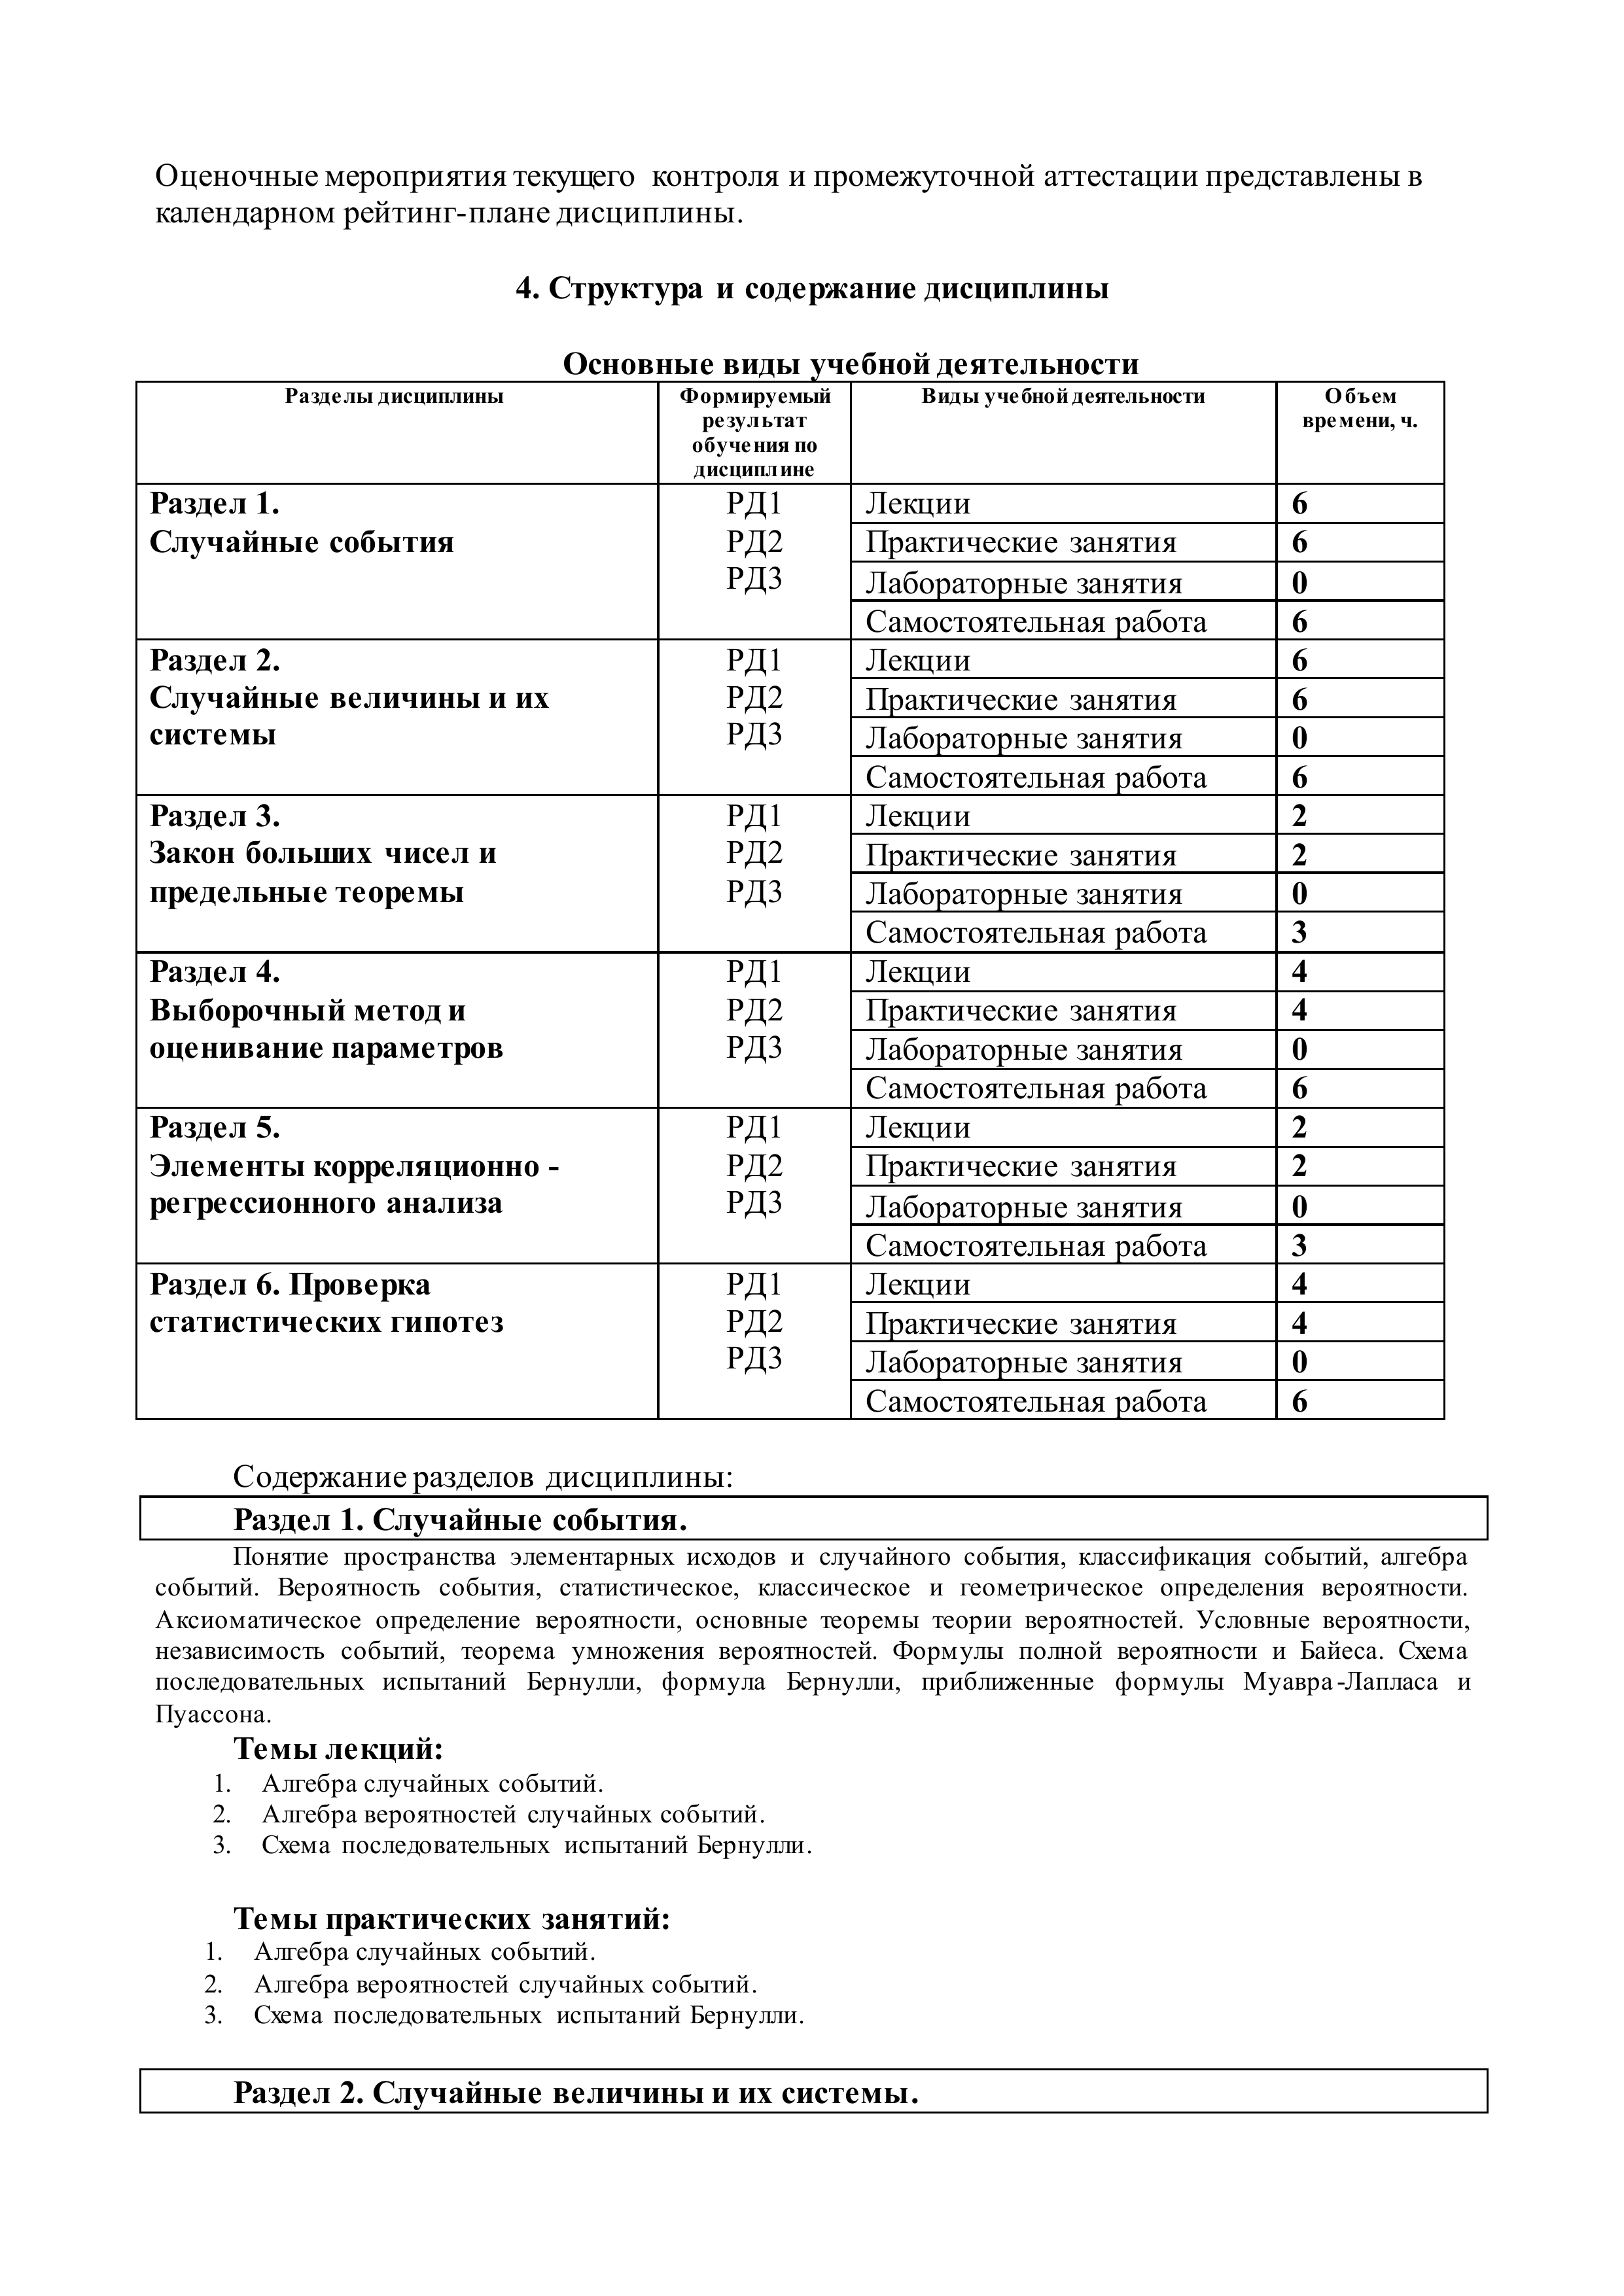 Оценочные мероприятия текущего контроля и промежуточной аттестации представлены в
календарном рейтинг-плане дисциплины.
4. Структура и содержание дисциплины
Основные виды учебной деятельности
Разделы дисциплины
Формируемый
результат
обучения по
дисциплине
Виды учебной деятельности
Объем
времени, ч.
Раздел 1.
Случайные события
РД1
РД2
РД3
Лекции 6
Практические занятия 6
Лабораторные занятия 0
Самостоятельная работа 6
Раздел 2.
Случайные величины и их
системы
РД1
РД2
РД3
Лекции 6
Практические занятия 6
Лабораторные занятия 0
Самостоятельная работа 6
Раздел 3.
Закон больших чисел и
предельные теоремы
РД1
РД2
РД3
Лекции 2
Практические занятия 2
Лабораторные занятия 0
Самостоятельная работа 3
Раздел 4.
Выборочный метод и
оценивание параметров
РД1
РД2
РД3
Лекции 4
Практические занятия 4
Лабораторные занятия 0
Самостоятельная работа 6
Раздел 5.
Элементы корреляционно -
регрессионного анализа
РД1
РД2
РД3
Лекции 2
Практические занятия 2
Лабораторные занятия 0
Самостоятельная работа 3
Раздел 6. Проверка
статистических гипотез
РД1
РД2
РД3
Лекции 4
Практические занятия 4
Лабораторные занятия 0
Самостоятельная работа 6
Содержание разделов дисциплины:
Раздел 1. Случайные события.
Понятие пространства элементарных исходов и случайного события, классификация событий, алгебра
событий. Вероятность события, статистическое, классическое и геометрическое определения вероятности.
Аксиоматическое определение вероятности, основные теоремы теории вероятностей. Условные вероятности,
независимость событий, теорема умножения вероятностей. Формулы полной вероятности и Байеса. Схема
последовательных испытаний Бернулли, формула Бернулли, приближенные формулы Муавра-Лапласа и
Пуассона.
Темы лекций:
1. Алгебра случайных событий.
2. Алгебра вероятностей случайных событий.
3. Схема последовательных испытаний Бернулли.
Темы практических занятий:
1. Алгебра случайных событий.
2. Алгебра вероятностей случайных событий.
3. Схема последовательных испытаний Бернулли.
Раздел 2. Случайные величины и их системы.